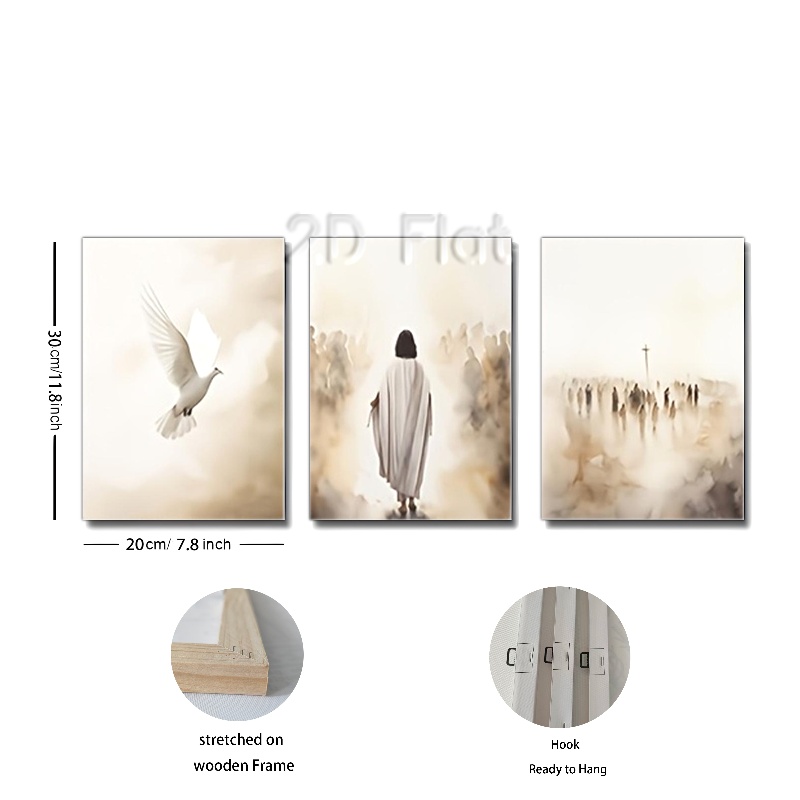 2D Flat
30cm/11.8inch
20cm/ 7.8 inch
stretched on
wooden Frame
Hook
Ready to Hang